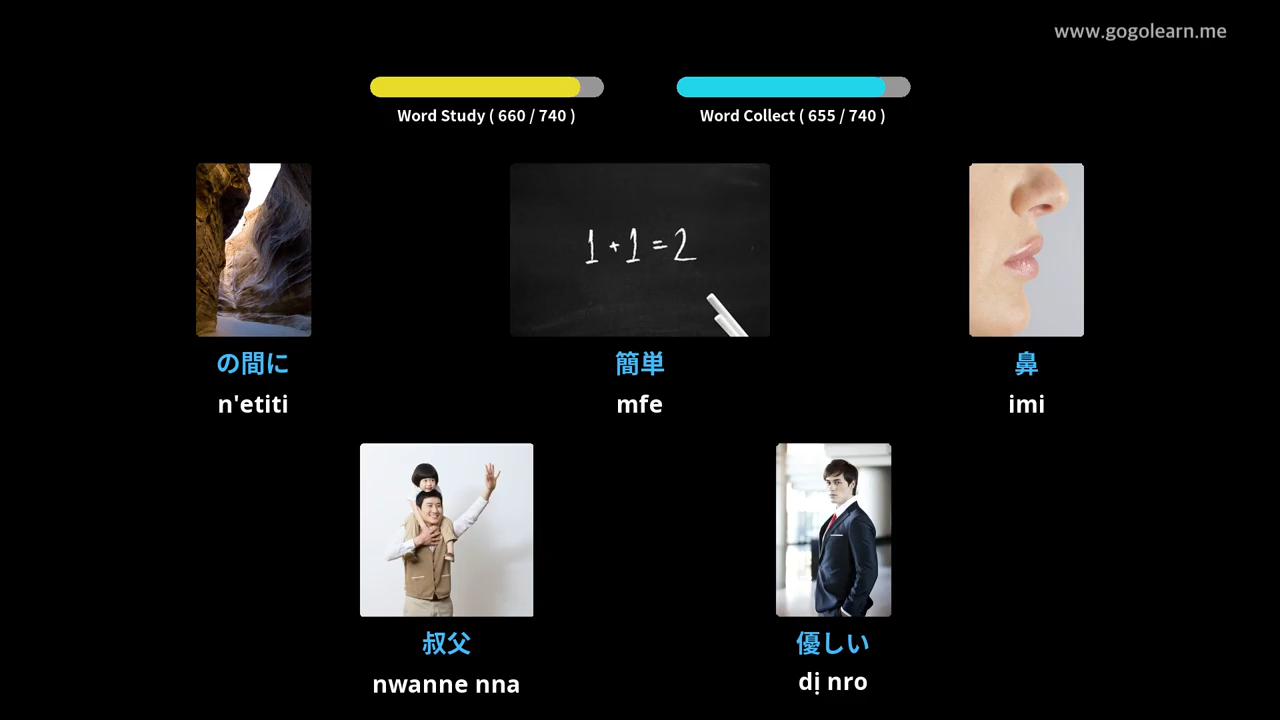 www.gogolearn.me
Word Study ( 660 / 740 )
Word Collect ( 655 / 740 )
1 + 1 = 2
の間に
n'etiti
簡単
mfe
鼻
imi
叔父
nwanne nna
優しい
dị nro